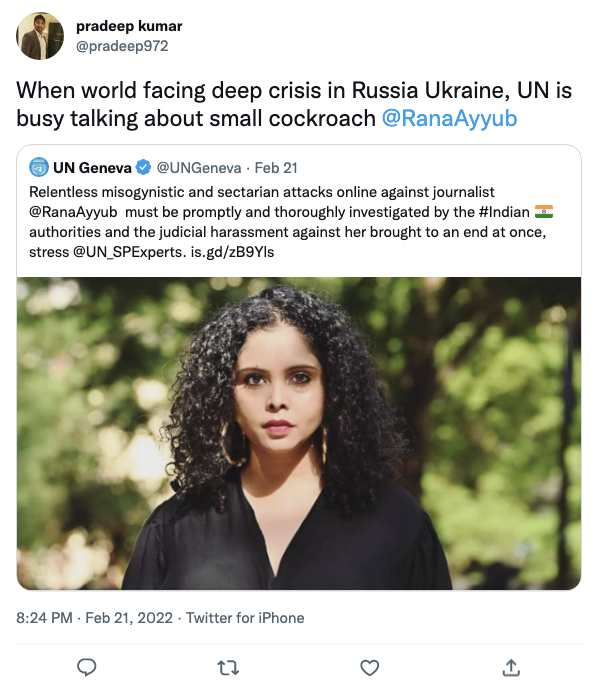 pradeep kumar
@pradeep972
When world facing deep crisis in Russia Ukraine, UN is
busy talking about small cockroach @RanaAyyub
UN Geneva @UNGeneva · Feb 21
Relentless misogynistic and sectarian attacks online against journalist
@RanaAyyub must be promptly and thoroughly investigated by the #Indian 🇮🇳
authorities and the judicial harassment against her brought to an end at once,
stress @UN_SPExperts. is.gd/zB9Yls
8:24 PM · Feb 21, 2022 · Twitter for iPhone